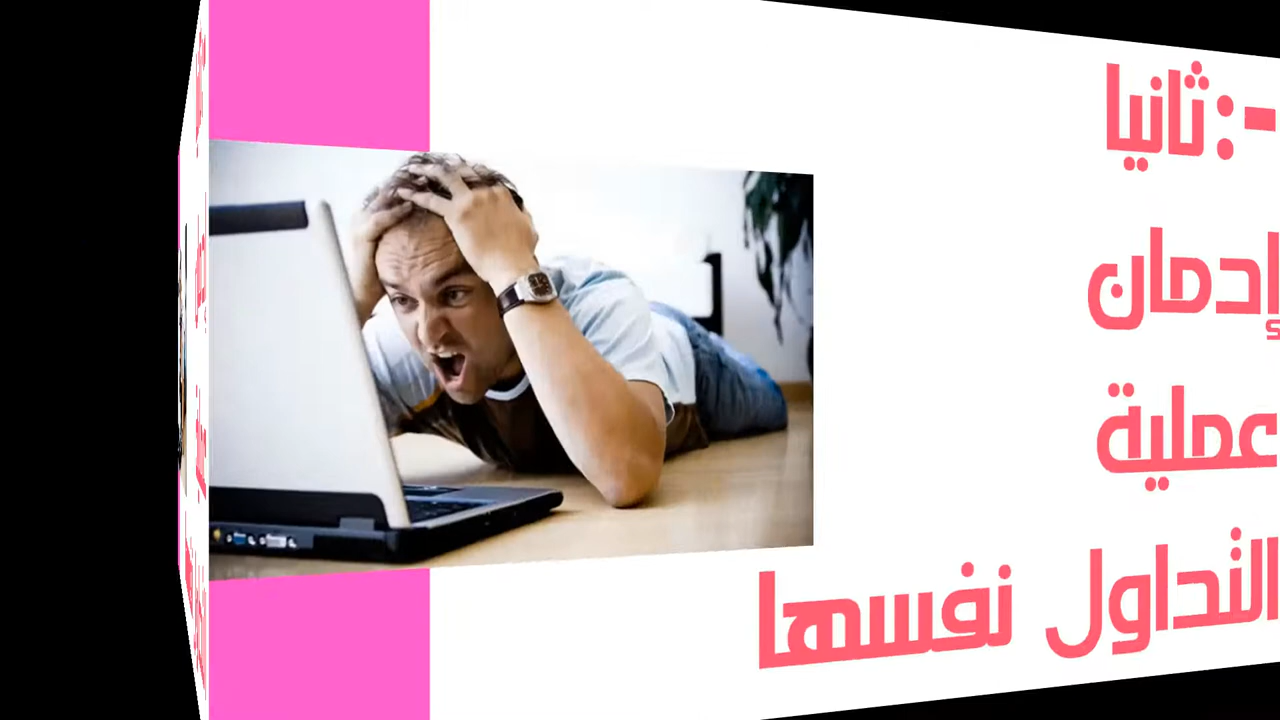 ثانيا:-
إدمان
عملية
التداول نفسها